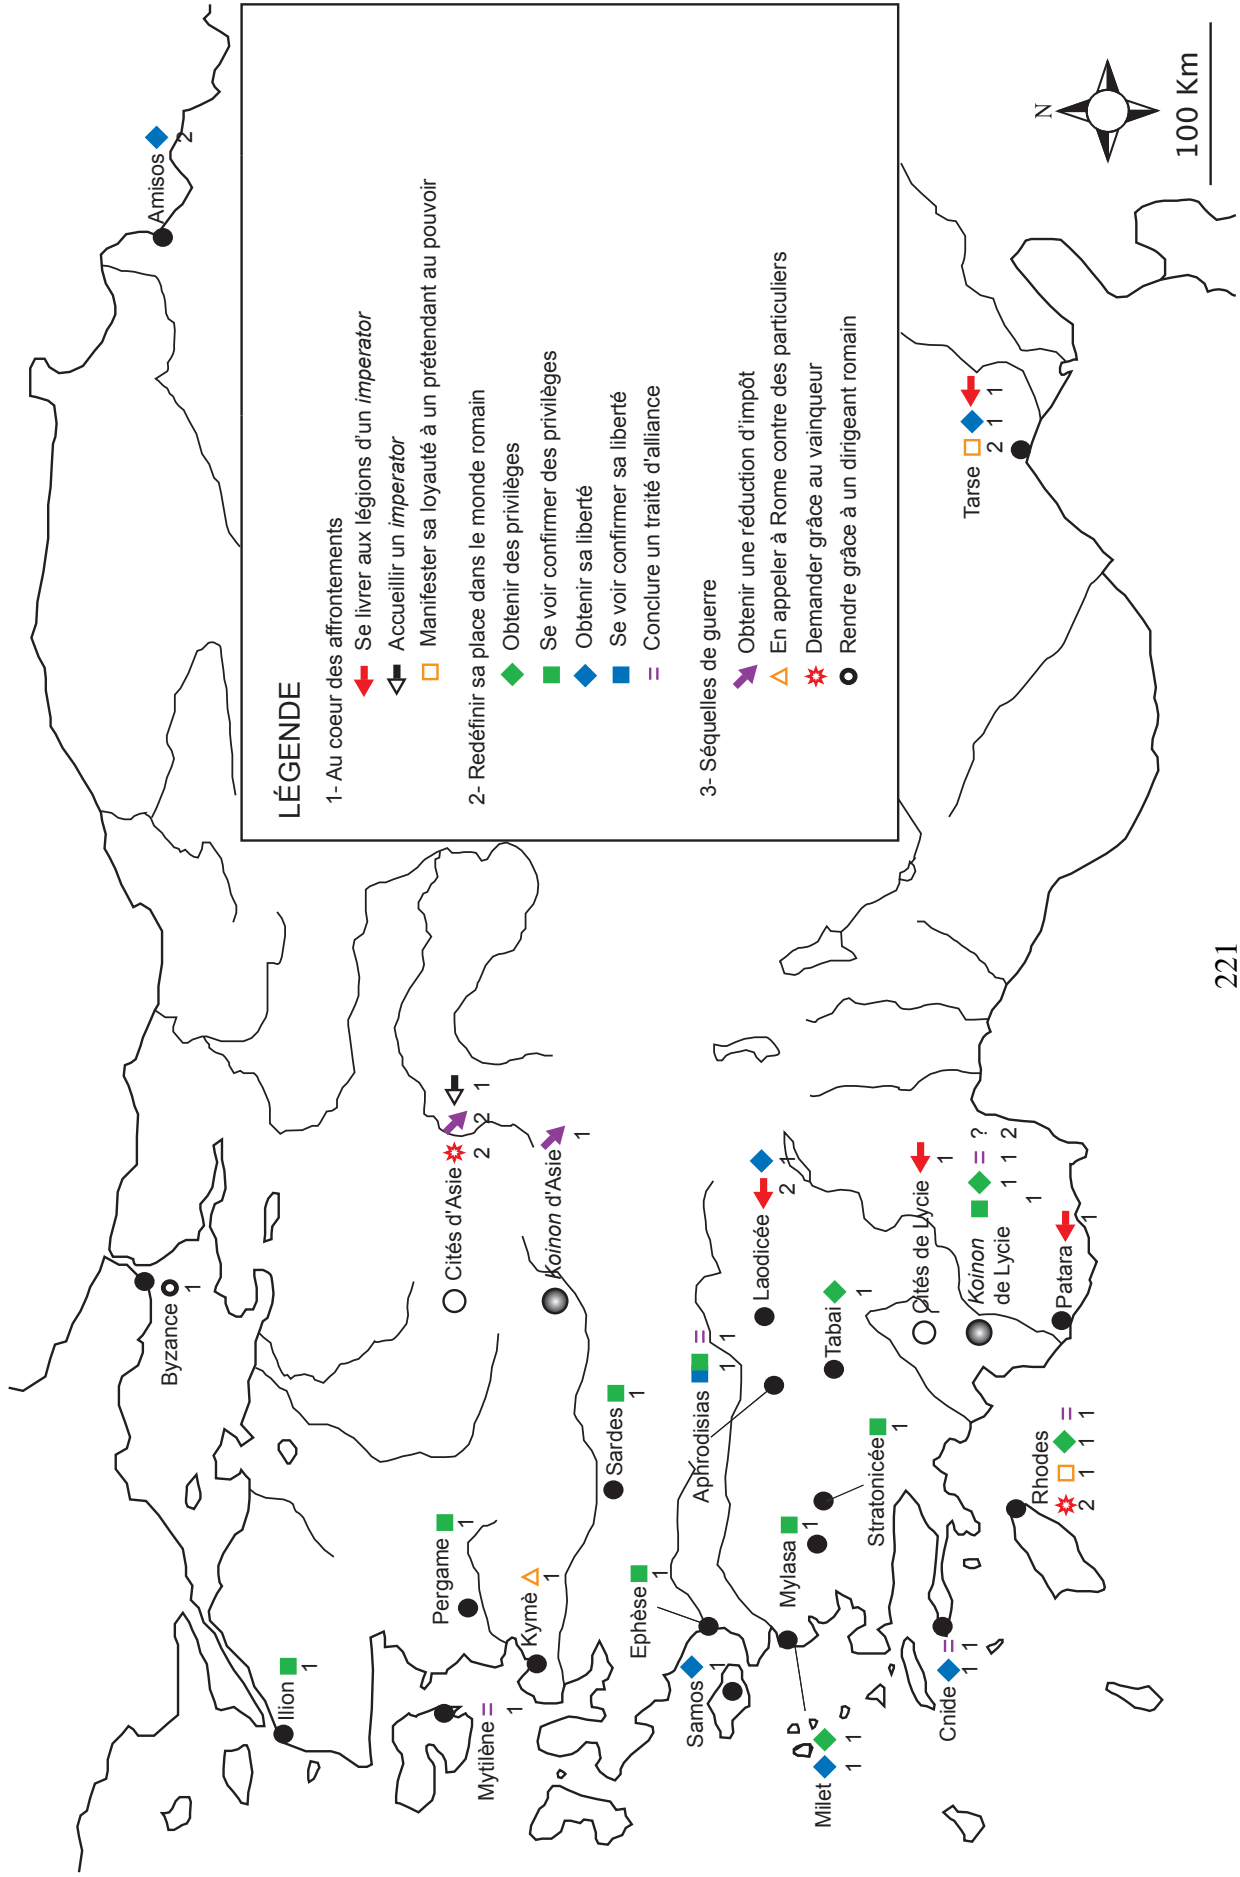 LÉGENDE
1- Au coeur des affrontements
Se livrer aux légions d'un imperator
Accueillir un imperator
Manifester sa loyauté à un prétendant au pouvoir
2- Redéfinir sa place dans le monde romain
Obtenir des privilèges
Se voir confirmer des privilèges
Obtenir sa liberté
Se voir confirmer sa liberté
Conclure un traité d'alliance
3- Séquelles de guerre
Obtenir une réduction d'impôt
En appeler à Rome contre des particuliers
Demander grâce au vainqueur
Rendre grâce à un dirigeant romain
Amisos
2
Byzance
1
Ilion
1
Cités d'Asie
2 2 1
Koinon d'Asie
1
Pergame
1
Mytilène
1
Kymè
1
Sardes
1
Ephèse
1
Samos
1
Aphrodisias
1 1
Laodicée
2 1
Mylasa
1
Tabai
1
Milet
1 1
Stratonicée
1
Cnide
1 1
Cités de Lycie
1
Koinon
de Lycie
?
1 1 2
1
Patara
1
Rhodes
2 1 1 1
Tarse
2 1 1
N
100 Km
221